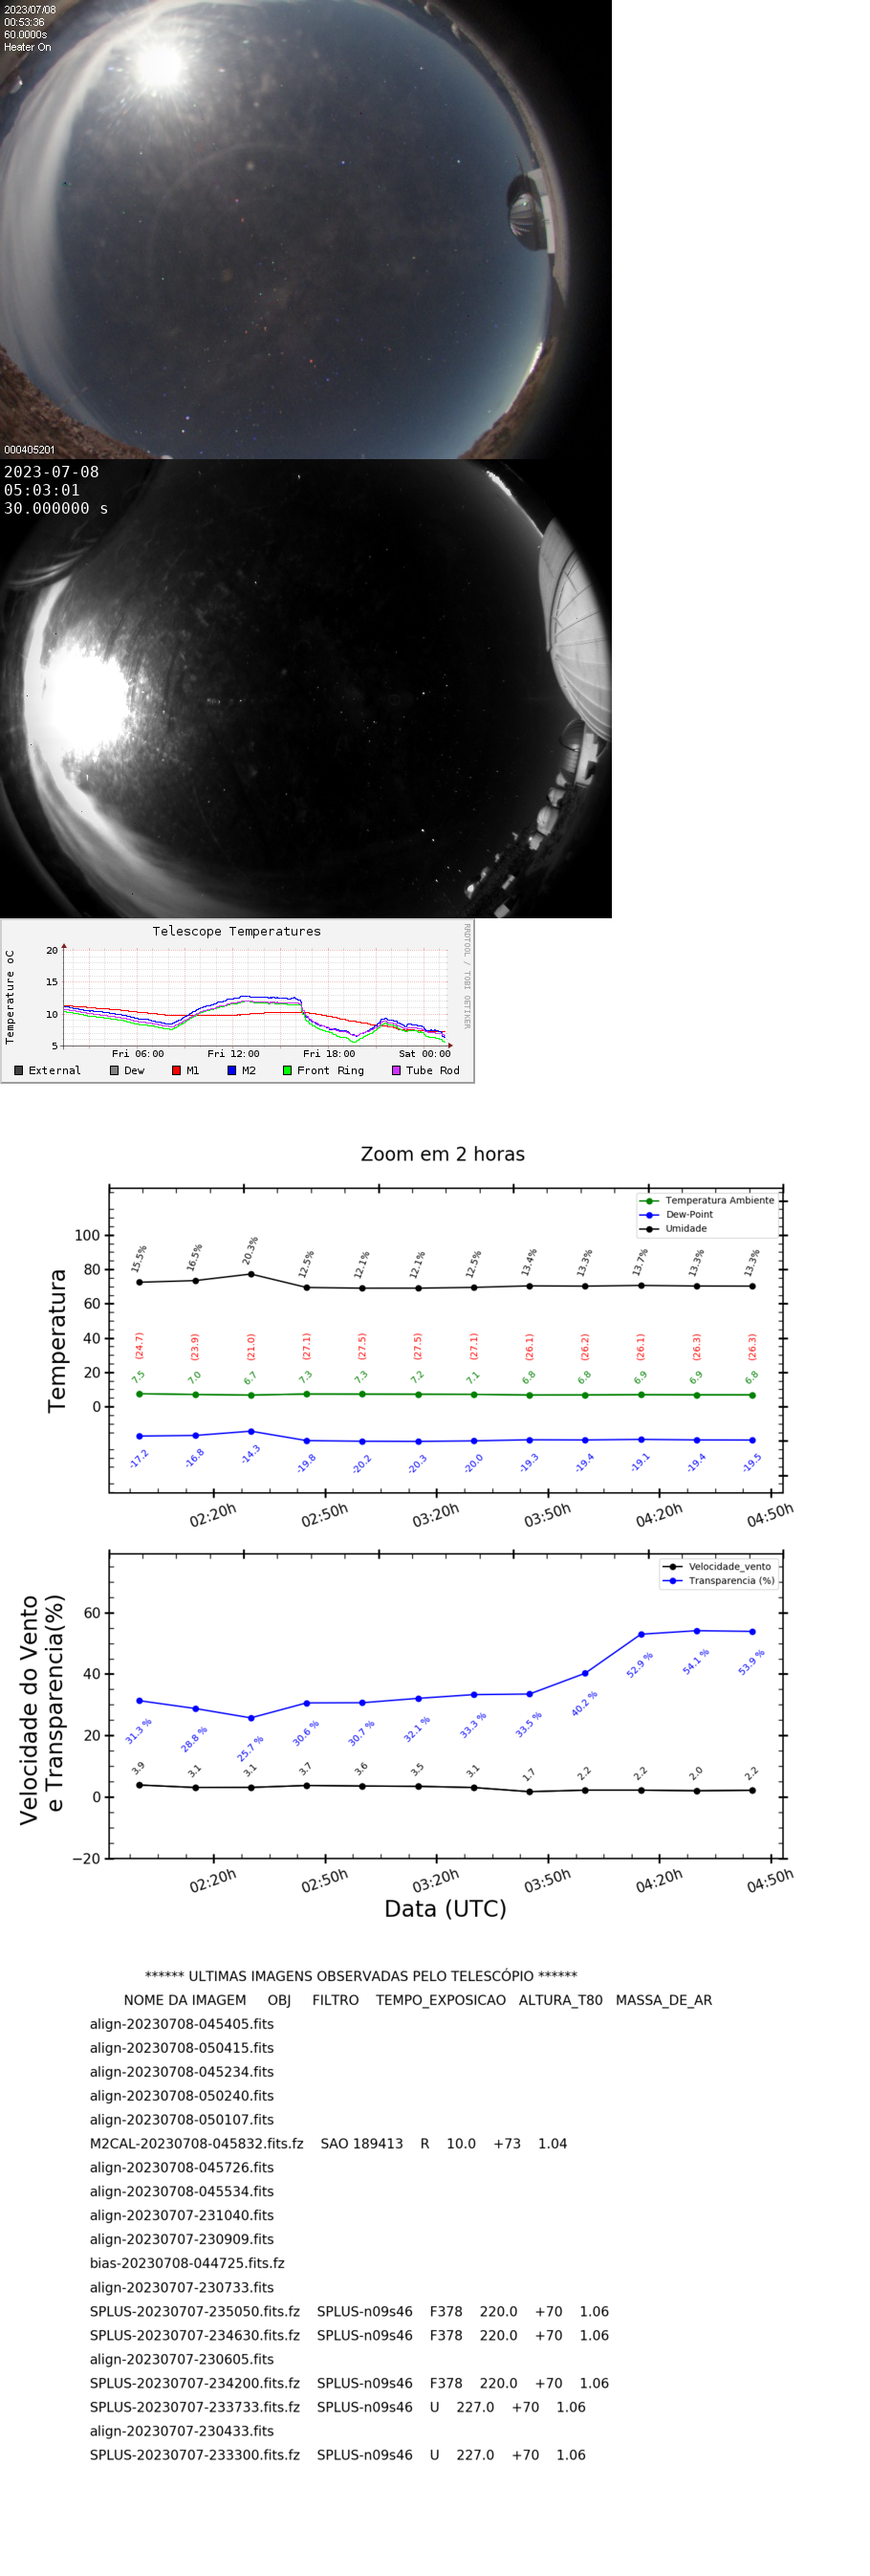 2023/07/08
00:53:36
60.0000s
Heater On
000405201
2023-07-08
05:03:01
30.000000 s
Telescope Temperatures
RRDTOOL / TOBI OETIKER
Temperature oC
20
15
10
5
Fri 06:00 Fri 12:00 Fri 18:00 Sat 00:00
External Dew M1 M2 Front Ring Tube Rod
Zoom em 2 horas
Temperatura Ambiente
Dew-Point
Umidade
Temperatura
100
80
60
40
20
0
15.5% 16.5% 20.3% 12.5% 12.1% 12.1% 12.5% 13.4% 13.3% 13.7% 13.3% 13.3%
(24.7) (23.9) (21.0) (27.1) (27.5) (27.5) (27.1) (26.1) (26.2) (26.1) (26.3) (26.3)
7.5 7.0 6.7 7.3 7.3 7.2 7.1 6.8 6.8 6.9 6.9 6.8
-17.2 -16.8 -14.3 -19.8 -20.2 -20.3 -20.0 -19.3 -19.4 -19.1 -19.4 -19.5
02:20h 02:50h 03:20h 03:50h 04:20h 04:50h
Velocidade_vento
Transparencia (%)
Velocidade do Vento
e Transparencia(%)
60
40
20
0
−20
31.3 % 28.8 % 25.7 % 30.6 % 30.7 % 32.1 % 33.3 % 33.5 % 40.2 % 52.9 % 54.1 % 53.9 %
3.9 3.1 3.1 3.7 3.6 3.5 3.1 1.7 2.2 2.2 2.0 2.2
02:20h 02:50h 03:20h 03:50h 04:20h 04:50h
Data (UTC)
****** ULTIMAS IMAGENS OBSERVADAS PELO TELESCÓPIO ******
NOME DA IMAGEM OBJ FILTRO TEMPO_EXPOSICAO ALTURA_T80 MASSA_DE_AR
align-20230708-045405.fits
align-20230708-050415.fits
align-20230708-045234.fits
align-20230708-050240.fits
align-20230708-050107.fits
M2CAL-20230708-045832.fits.fz SAO 189413 R 10.0 +73 1.04
align-20230708-045726.fits
align-20230708-045534.fits
align-20230707-231040.fits
align-20230707-230909.fits
bias-20230708-044725.fits.fz
align-20230707-230733.fits
SPLUS-20230707-235050.fits.fz SPLUS-n09s46 F378 220.0 +70 1.06
SPLUS-20230707-234630.fits.fz SPLUS-n09s46 F378 220.0 +70 1.06
align-20230707-230605.fits
SPLUS-20230707-234200.fits.fz SPLUS-n09s46 F378 220.0 +70 1.06
SPLUS-20230707-233733.fits.fz SPLUS-n09s46 U 227.0 +70 1.06
align-20230707-230433.fits
SPLUS-20230707-233300.fits.fz SPLUS-n09s46 U 227.0 +70 1.06